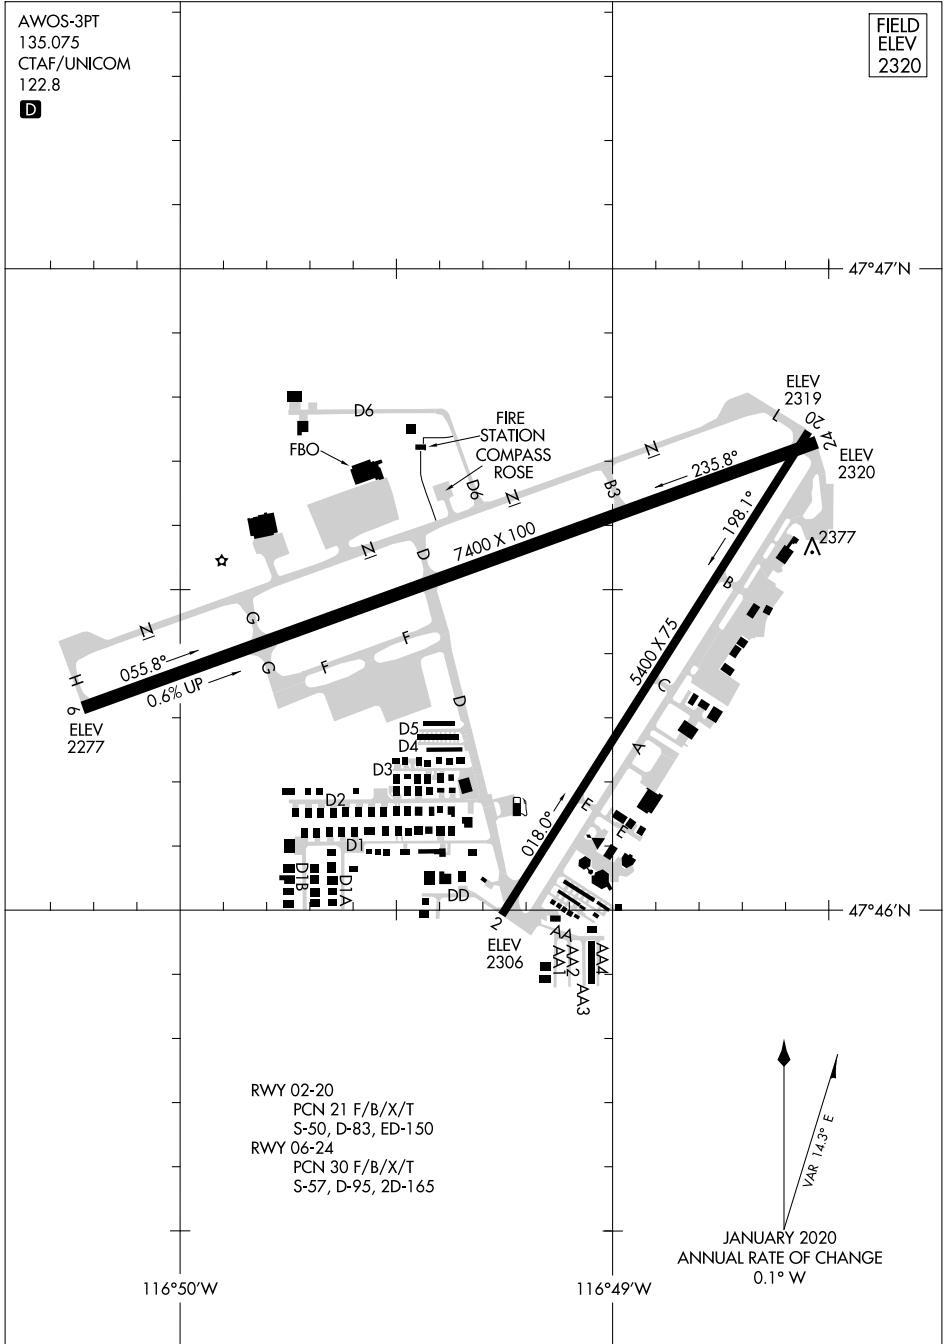 AWOS-3PT
135.075
CTAF/UNICOM
122.8
D
FIELD
ELEV
2320
47°47'N
ELEV
2319
D6
FIRE
STATION
COMPASS
ROSE
FBO
N
I
20
24
ELEV
2320
235.8°
D6
N
B3
198.1°
2377
7400 X 100
N
D
B
N
G
F
055.8°
G
F
5400 X 75
H
0.6% UP
C
6
D
ELEV
2277
D5
D4
A
D3
D2
E
018.0°
E
D1
D1B
D1A
DD
47°46'N
2
ELEV
2306
AA
AA1
AA2
AA4
AA3
RWY 02-20
PCN 21 F/B/X/T
S-50, D-83, ED-150
RWY 06-24
PCN 30 F/B/X/T
S-57, D-95, 2D-165
VAR 14.3° E
JANUARY 2020
ANNUAL RATE OF CHANGE
0.1° W
116°50'W
116°49'W